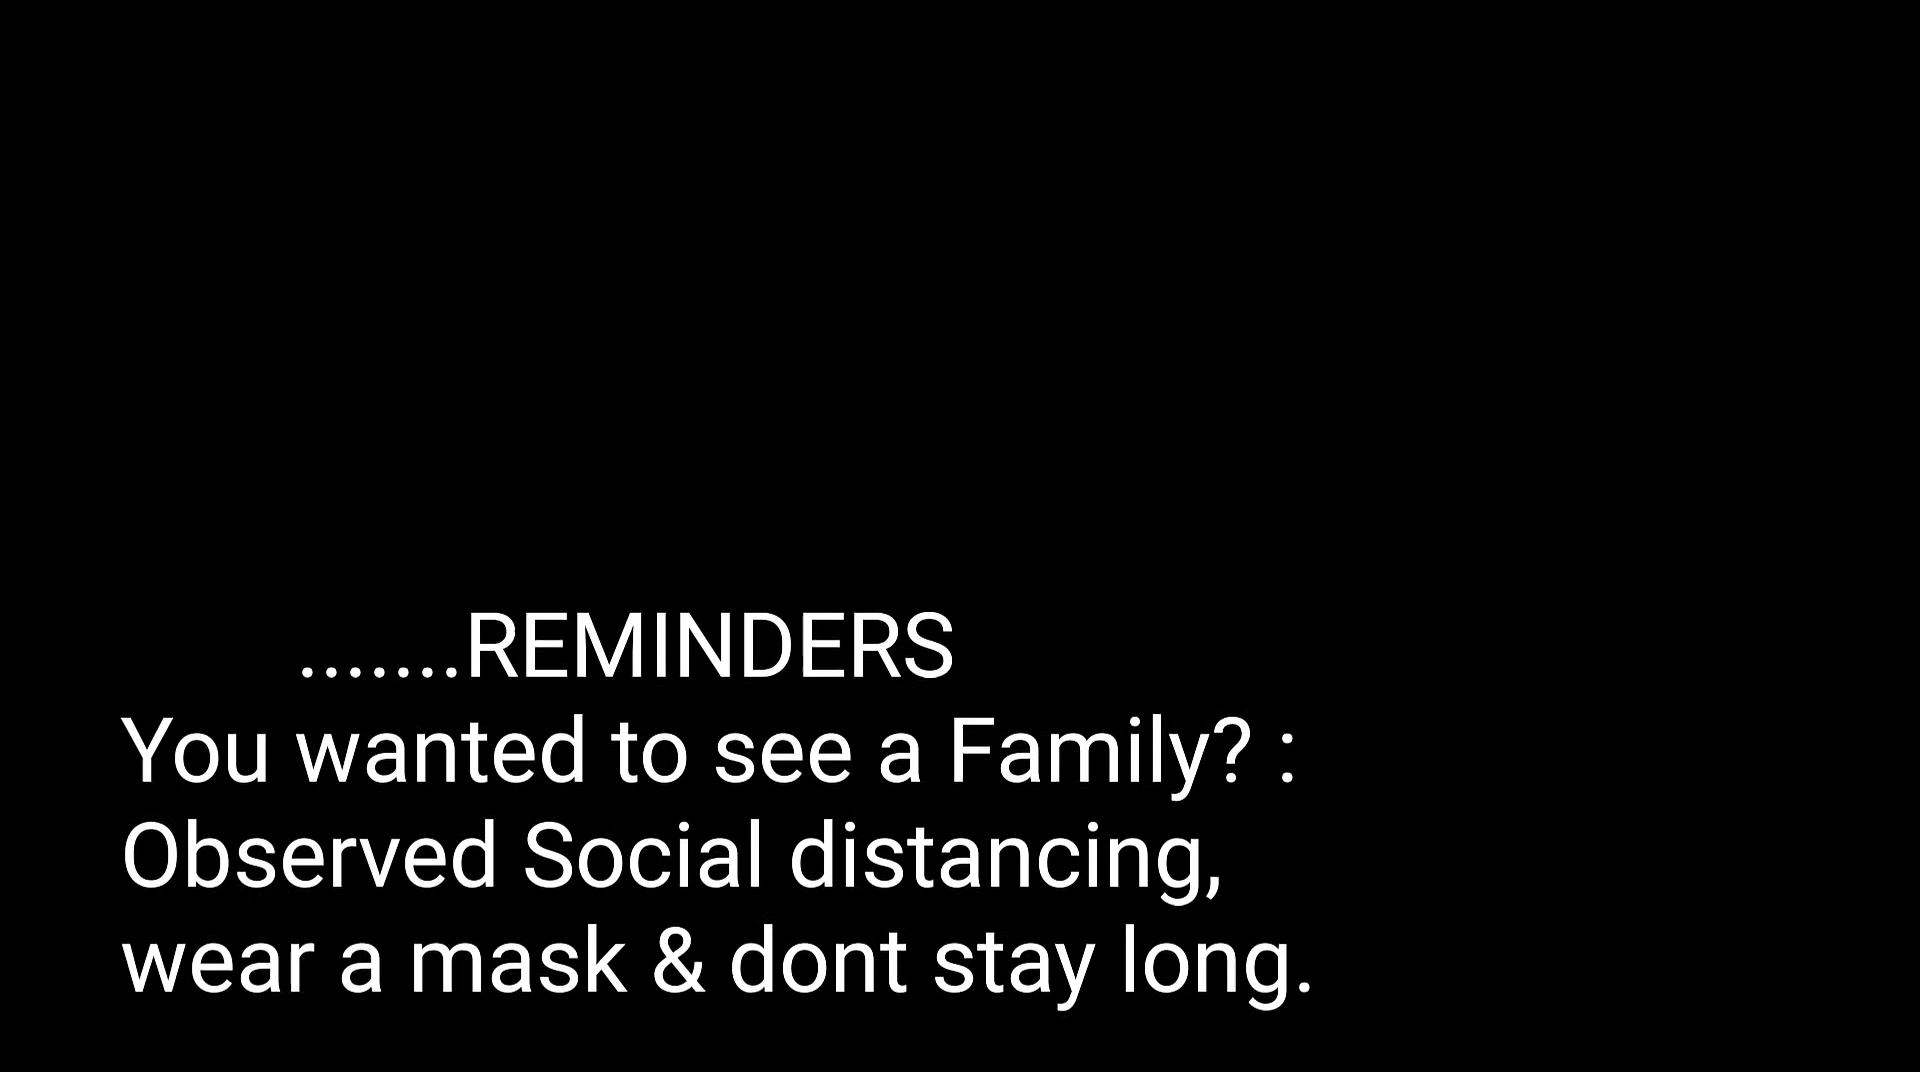 .......REMINDERS
You wanted to see a Family? :
Observed Social distancing,
wear a mask & dont stay long.